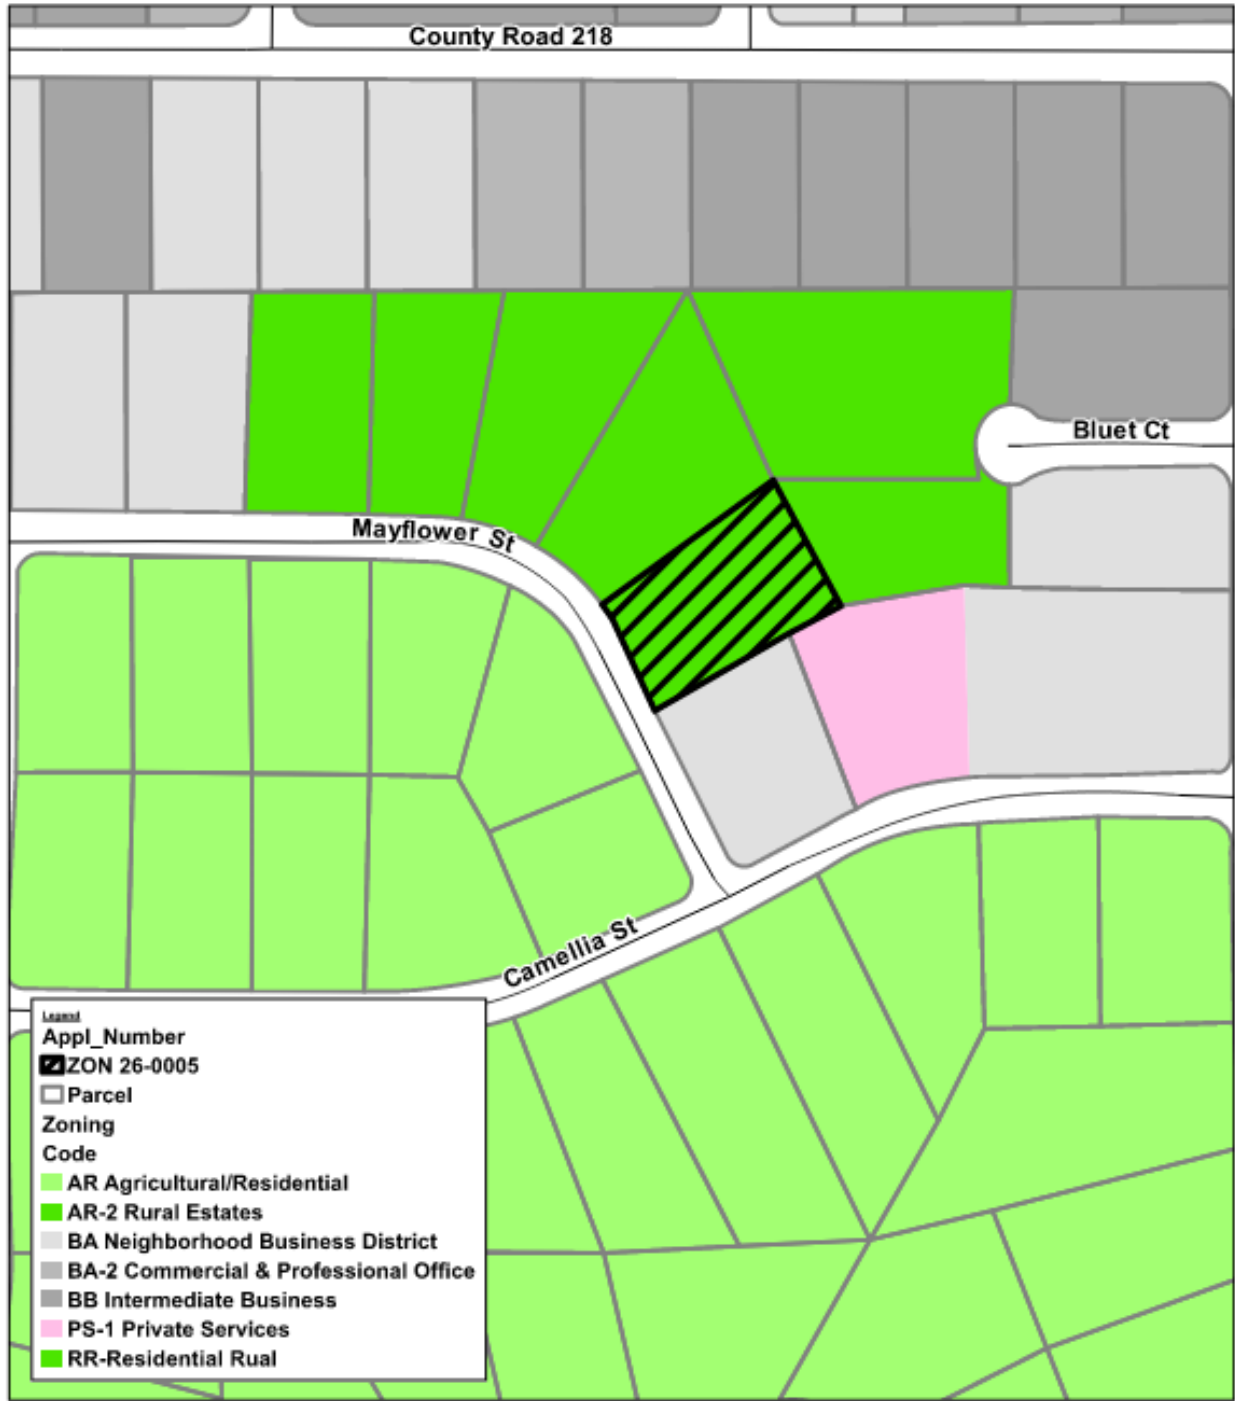 County Road 218
Bluet Ct
Mayflower St
Camellia St
Legend
Appl_Number
ZON 26-0005
Parcel
Zoning
Code
AR Agricultural/Residential
AR-2 Rural Estates
BA Neighborhood Business District
BA-2 Commercial & Professional Office
BB Intermediate Business
PS-1 Private Services
RR-Residential Rual